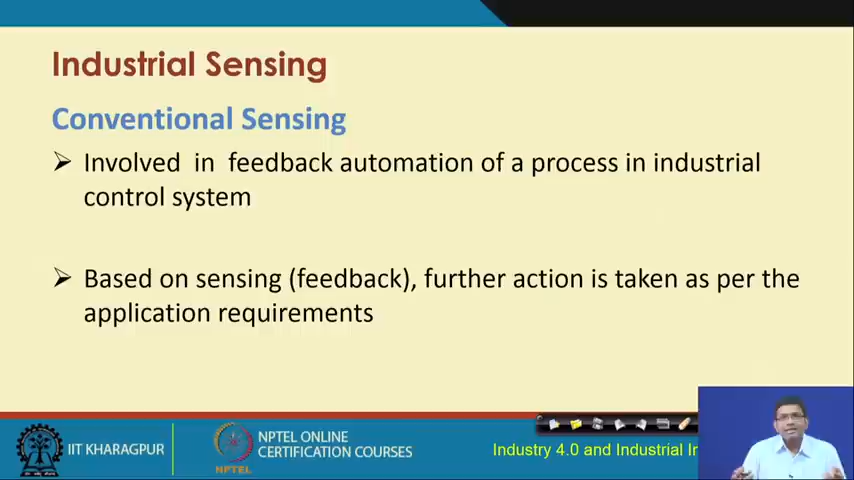 Industrial Sensing
Conventional Sensing
➢ Involved in feedback automation of a process in industrial
control system
➢ Based on sensing (feedback), further action is taken as per the
application requirements
IIT KHARAGPUR
NPTEL
NPTEL ONLINE
CERTIFICATION COURSES
Industry 4.0 and Industrial In